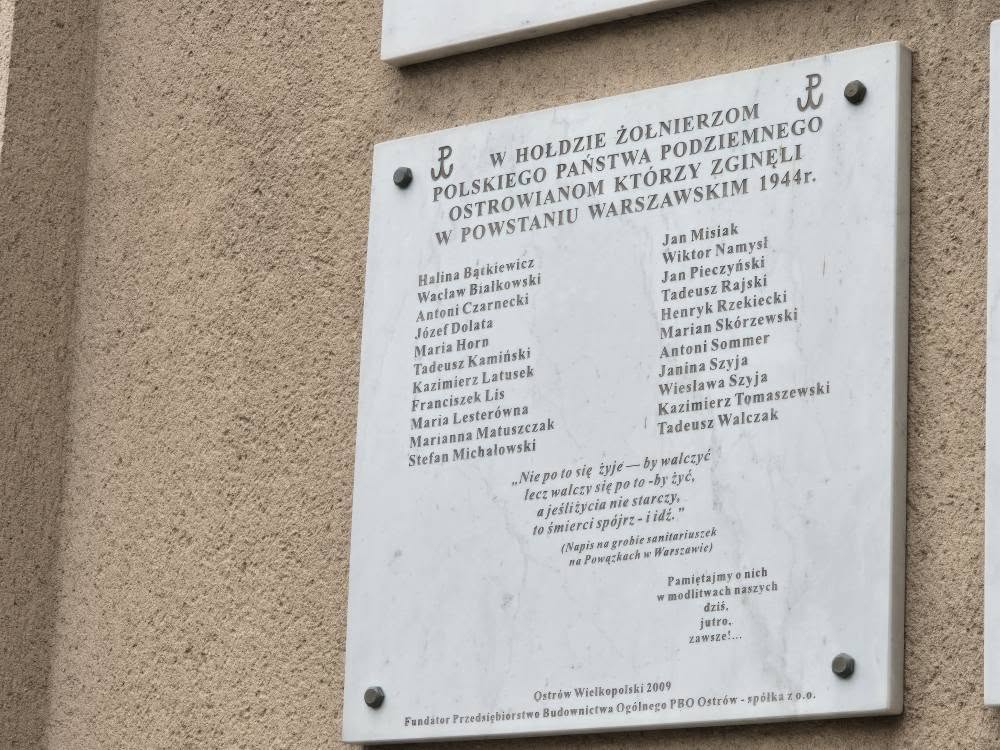 W HOŁDZIE ŻOŁNIERZOM
POLSKIEGO PAŃSTWA PODZIEMNEGO
OSTROWIANOM KTÓRZY ZGINĘLI
W POWSTANIU WARSZAWSKIM 1944r.
Halina Bątkiewicz
Wacław Białkowski
Antoni Czarnecki
Józef Dolata
Maria Horn
Tadeusz Kamiński
Kazimierz Latusek
Franciszek Lis
Maria Lesterówna
Marianna Matuszczak
Stefan Michałowski
Jan Misiak
Wiktor Namysł
Jan Pieczyński
Tadeusz Rajski
Henryk Rzekiecki
Marian Skórzewski
Antoni Sommer
Janina Szyja
Wiesława Szyja
Kazimierz Tomaszewski
Tadeusz Walczak
„Nie po to się żyje — by walczyć
lecz walczy się po to -by żyć,
a jeśli życia nie starczy,
to śmierci spójrz - i idź.”
(Napis na grobie sanitariuszek
na Powązkach w Warszawie)
Pamiętajmy o nich
w modlitwach naszych
dziś,
jutro,
zawsze!...
Ostrów Wielkopolski 2009
Fundator Przedsiębiorstwo Budownictwa Ogólnego PBO Ostrów - spółka z o.o.